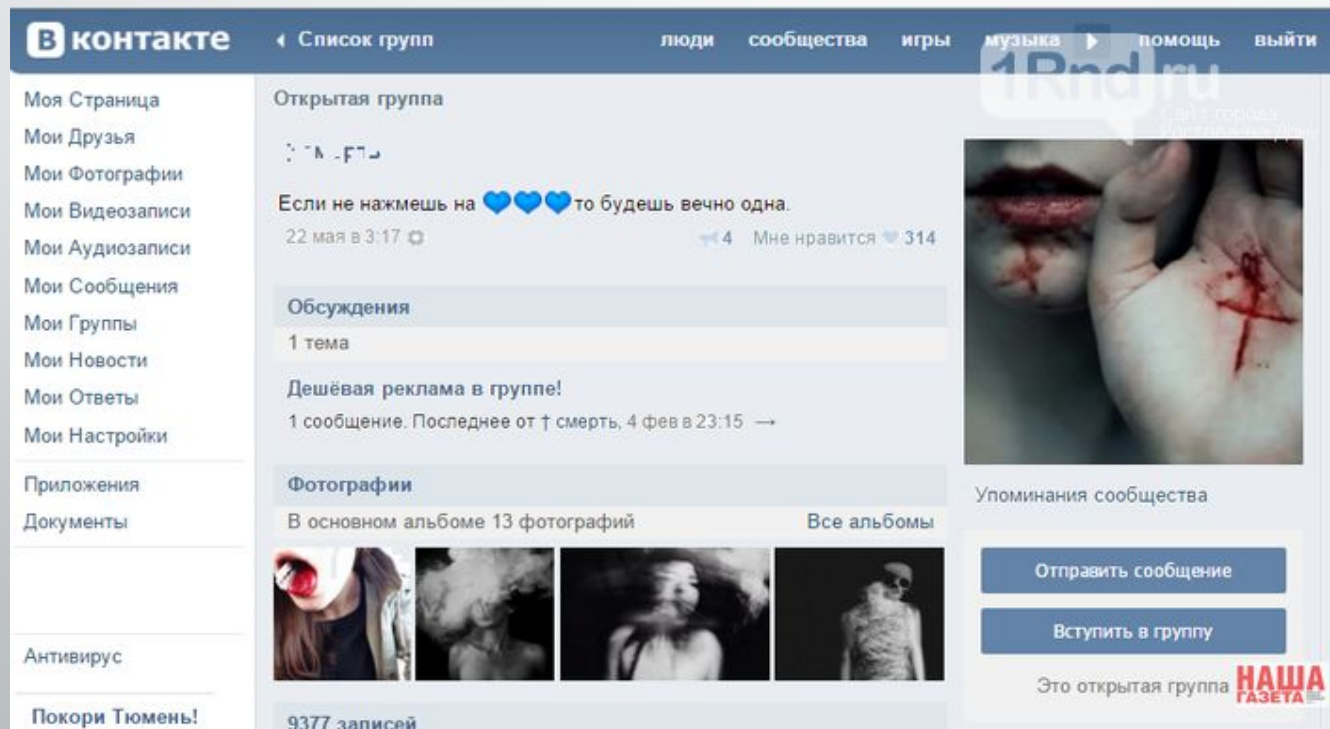 В контакте
Список групп
люди сообщества игры музыка помощь выйти
1Rnd ru
Сайт города
Моя Страница
Мои Друзья
Мои Фотографии
Мои Видеозаписи
Мои Аудиозаписи
Мои Сообщения
Мои Группы
Мои Новости
Мои Ответы
Мои Настройки
Приложения
Документы
Антивирус
Покори Тюмень!
Открытая группа
Если не нажмешь на 💙💙💙 то будешь вечно одна.
22 мая в 3:17
4 Мне нравится 314
Обсуждения
1 тема
Дешёвая реклама в группе!
1 сообщение. Последнее от † смерть, 4 фев в 23:15 →
Фотографии
В основном альбоме 13 фотографий Все альбомы
9377 записей
Упоминания сообщества
Отправить сообщение
Вступить в группу
Это открытая группа
НАША
ГАЗЕТА